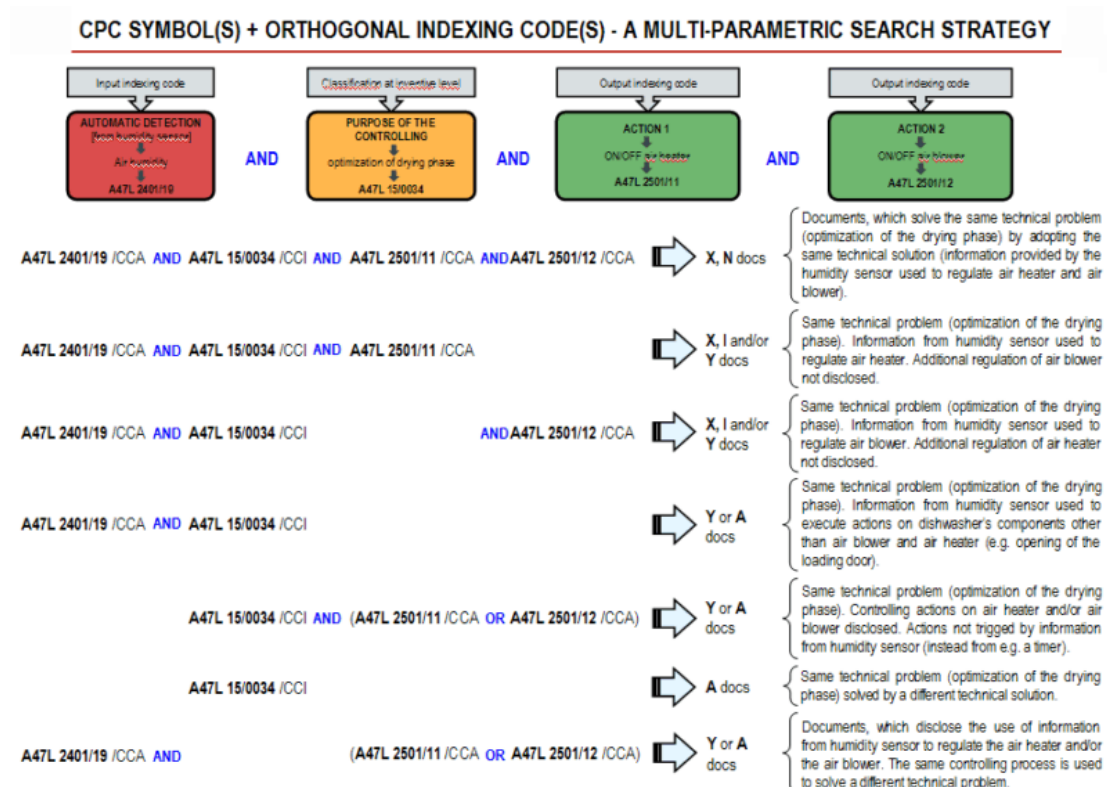 CPC SYMBOL(S) + ORTHOGONAL INDEXING CODE(S) - A MULTI-PARAMETRIC SEARCH STRATEGY
Input indexing code
Classification at inventive level
Output indexing code
Output indexing code
AUTOMATIC DETECTION
[from humidity sensor]
Air humidity
A47L 2401/19
AND
PURPOSE OF THE
CONTROLLING
optimization of drying phase
A47L 15/0034
AND
ACTION 1
ON/OFF air heater
A47L 2501/11
AND
ACTION 2
ON/OFF air blower
A47L 2501/12
A47L 2401/19 /CCA AND A47L 15/0034 /CCI AND A47L 2501/11 /CCA AND A47L 2501/12 /CCA
X, N docs
Documents, which solve the same technical problem
(optimization of the drying phase) by adopting the
same technical solution (information provided by the
humidity sensor used to regulate air heater and air
blower).
A47L 2401/19 /CCA AND A47L 15/0034 /CCI AND A47L 2501/11 /CCA
X, I and/or
Y docs
Same technical problem (optimization of the drying
phase). Information from humidity sensor used to
regulate air heater. Additional regulation of air blower
not disclosed.
A47L 2401/19 /CCA AND A47L 15/0034 /CCI AND A47L 2501/12 /CCA
X, I and/or
Y docs
Same technical problem (optimization of the drying
phase). Information from humidity sensor used to
regulate air blower. Additional regulation of air heater
not disclosed.
A47L 2401/19 /CCA AND A47L 15/0034 /CCI
Y or A
docs
Same technical problem (optimization of the drying
phase). Information from humidity sensor used to
execute actions on dishwasher's components other
than air blower and air heater (e.g. opening of the
loading door).
A47L 15/0034 /CCI AND (A47L 2501/11 /CCA OR A47L 2501/12 /CCA)
Y or A
docs
Same technical problem (optimization of the drying
phase). Controlling actions on air heater and/or air
blower disclosed. Actions not trigged by information
from humidity sensor (instead from e.g. a timer).
A47L 15/0034 /CCI
A docs
Same technical problem (optimization of the drying
phase) solved by a different technical solution.
A47L 2401/19 /CCA AND (A47L 2501/11 /CCA OR A47L 2501/12 /CCA)
Y or A
docs
Documents, which disclose the use of information
from humidity sensor to regulate the air heater and/or
the air blower. The same controlling process is used
to solve a different technical problem.